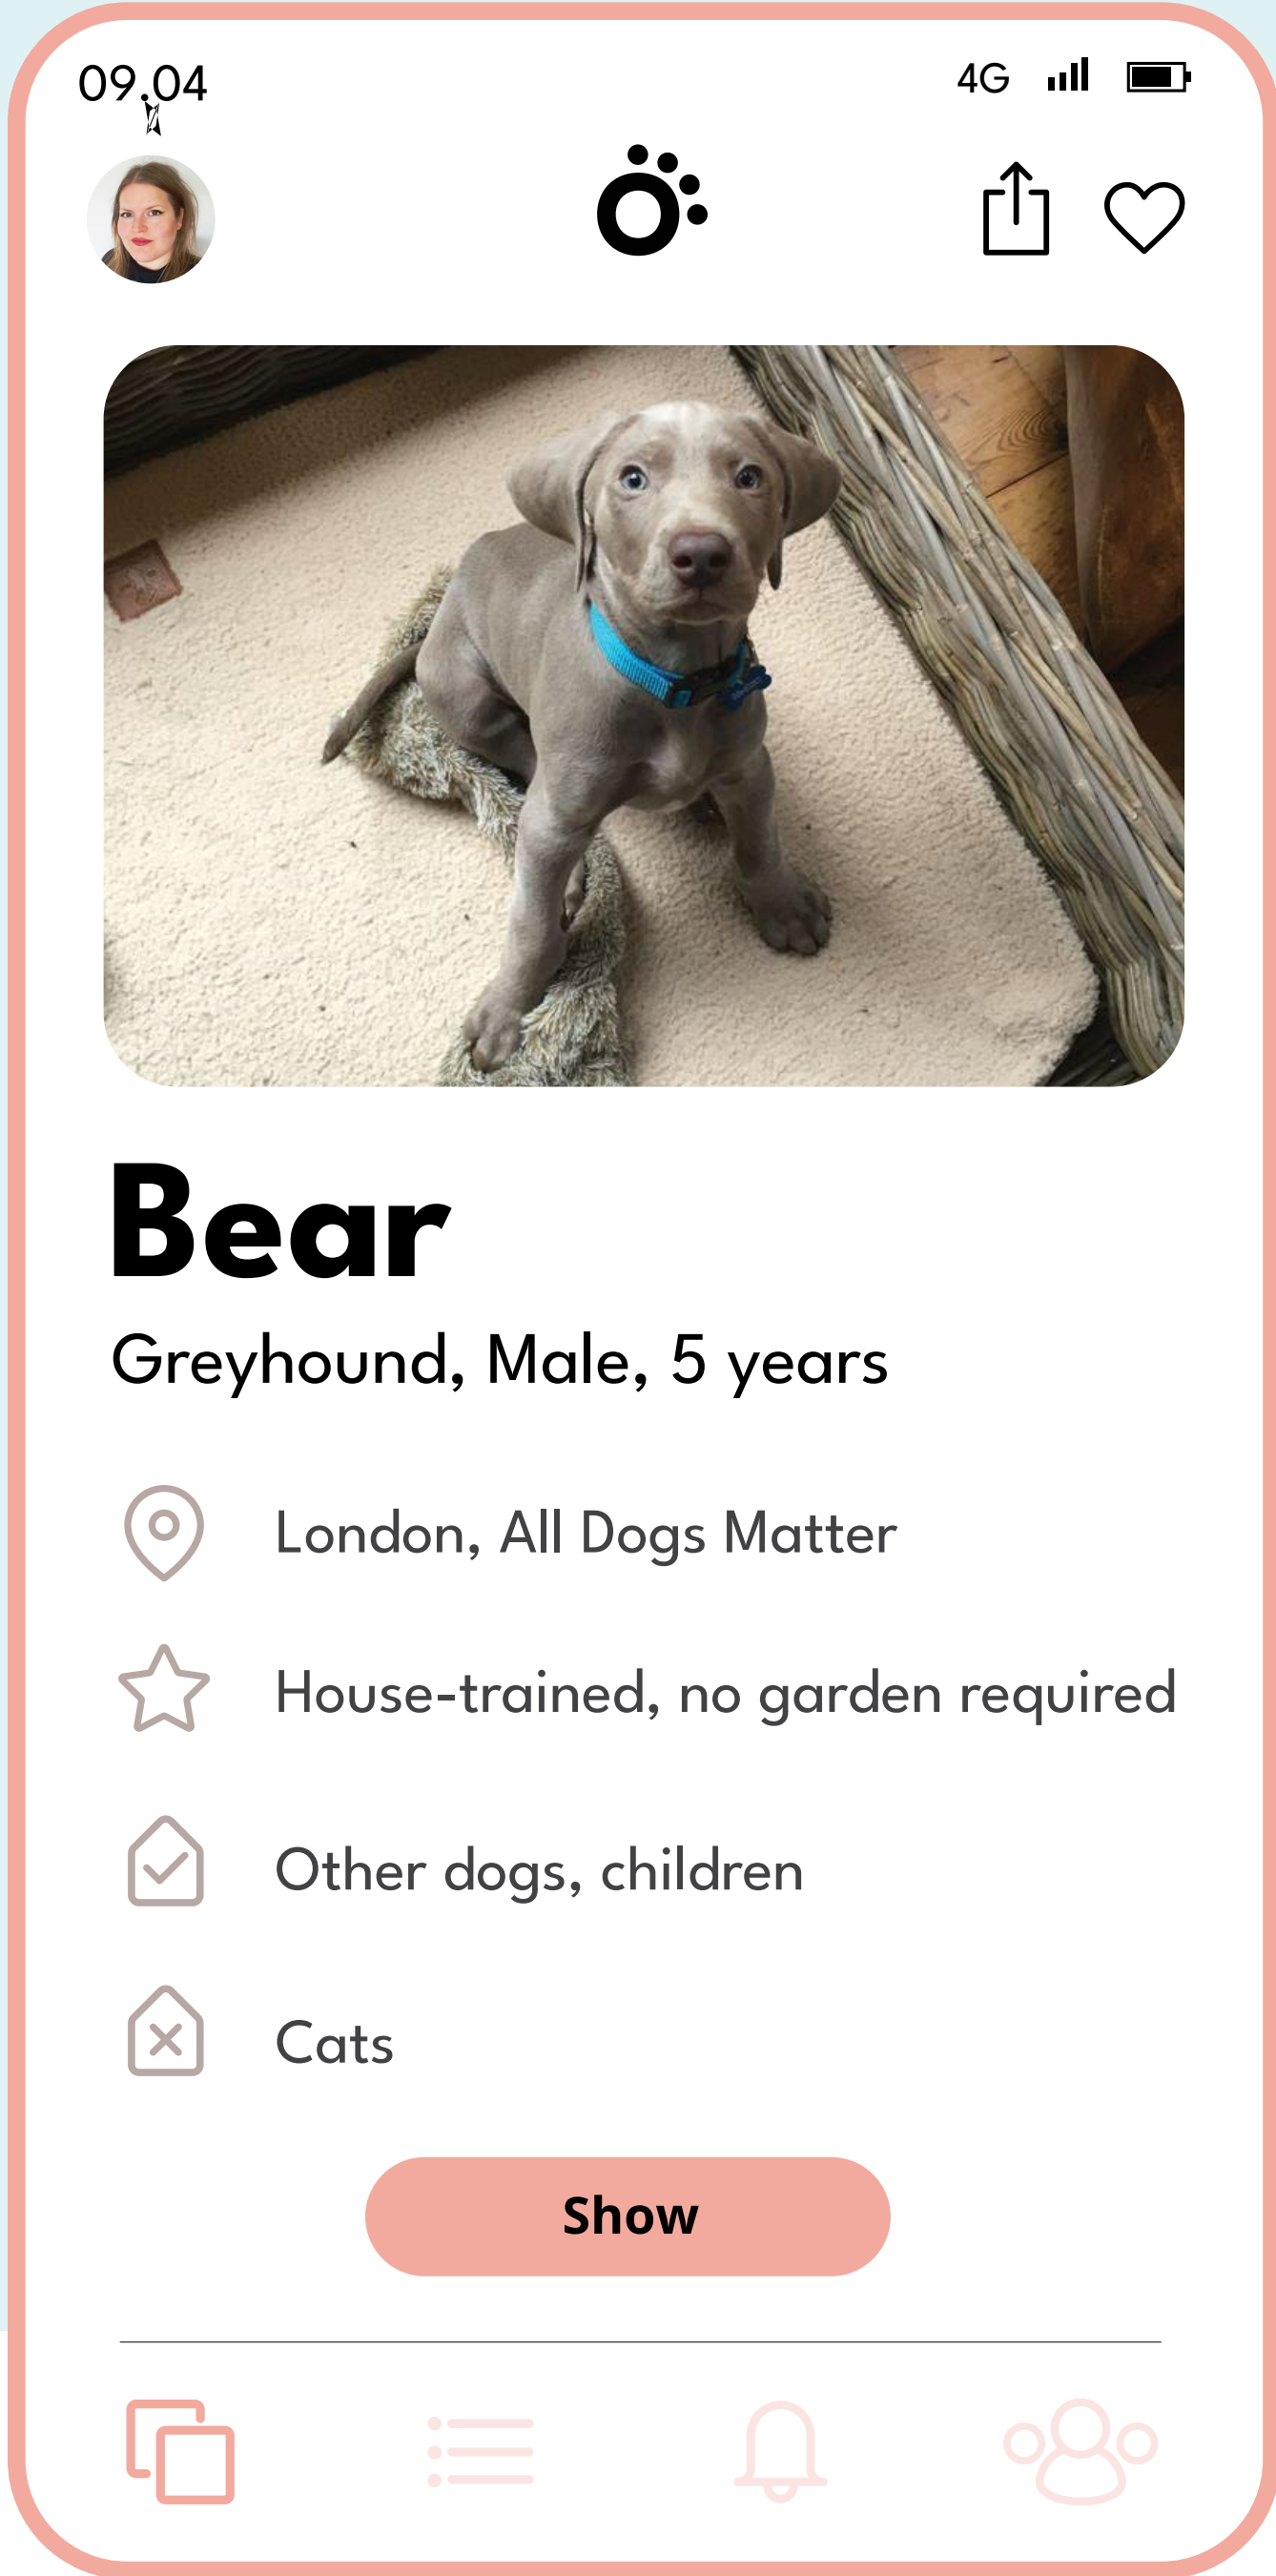 09.04
4G
Bear
Greyhound, Male, 5 years
London, All Dogs Matter
House-trained, no garden required
Other dogs, children
Cats
Show